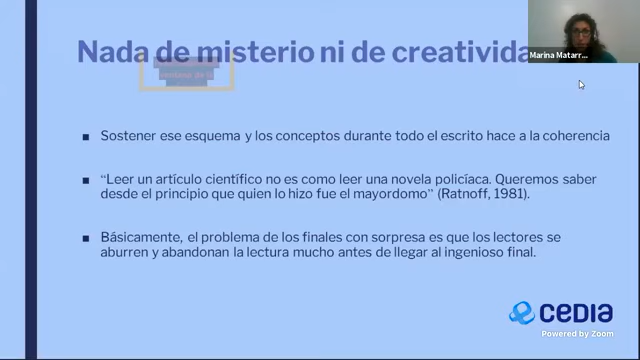 Nada de misterio ni de creativida
Marina Matarr...
ventana de la
▪ Sostener ese esquema y los conceptos durante todo el escrito hace a la coherencia
▪ “Leer un artículo científico no es como leer una novela policíaca. Queremos saber
desde el principio que quien lo hizo fue el mayordomo” (Ratnoff, 1981).
▪ Básicamente, el problema de los finales con sorpresa es que los lectores se
aburren y abandonan la lectura mucho antes de llegar al ingenioso final.
CEDIA
Powered by Zoom